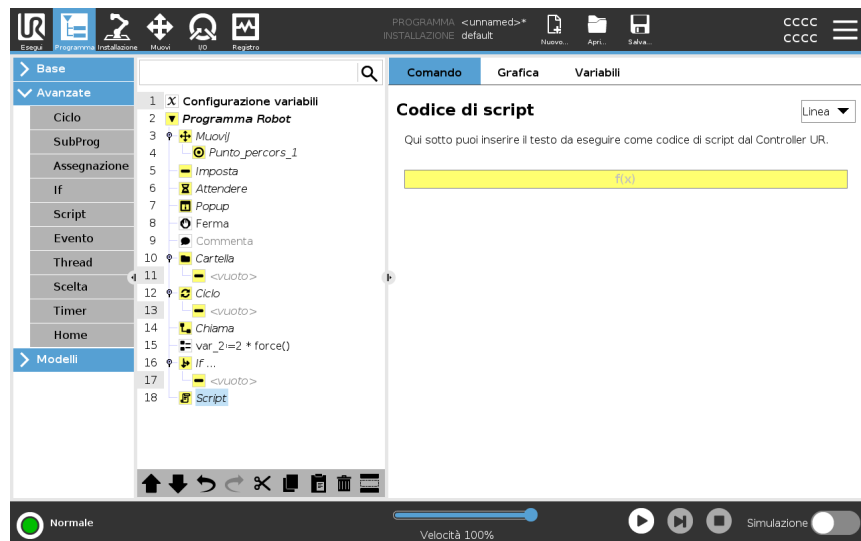 PROGRAMMA <unnamed>*
INSTALLAZIONE default
CCCC
CCCC
Esegui Programma Installazione Muovi I/O Registro
Nuovo... Apri... Salva...
Base
Avanzate
Ciclo
SubProg
Assegnazione
If
Script
Evento
Thread
Scelta
Timer
Home
Modelli
1 X Configurazione variabili
2 Programma Robot
3 MuoviJ
4 Punto_percors_1
5 Imposta
6 Attendere
7 Popup
8 Ferma
9 Commenta
10 Cartella
11 <vuoto>
12 Ciclo
13 <vuoto>
14 Chiama
15 var_2≔2 * force()
16 If ...
17 <vuoto>
18 Script
Comando Grafica Variabili
Codice di script
Linea
Qui sotto puoi inserire il testo da eseguire come codice di script dal Controller UR.
f(x)
Normale
Velocità 100%
Simulazione